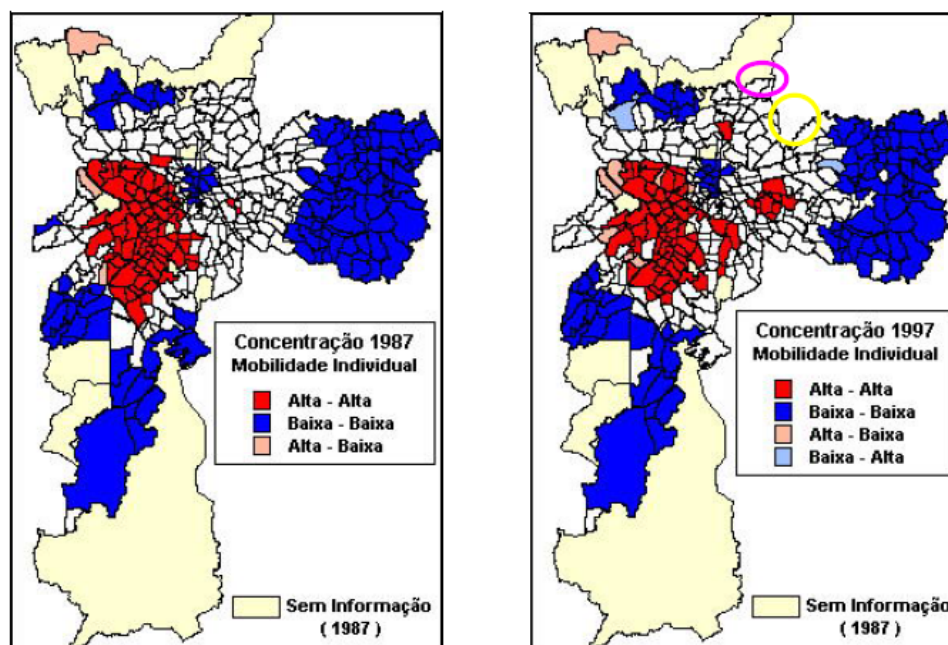 Concentração 1987
Mobilidade Individual
Alta - Alta
Baixa - Baixa
Alta - Baixa
Sem Informação
( 1987 )
Concentração 1997
Mobilidade Individual
Alta - Alta
Baixa - Baixa
Alta - Baixa
Baixa - Alta
Sem Informação
( 1987 )